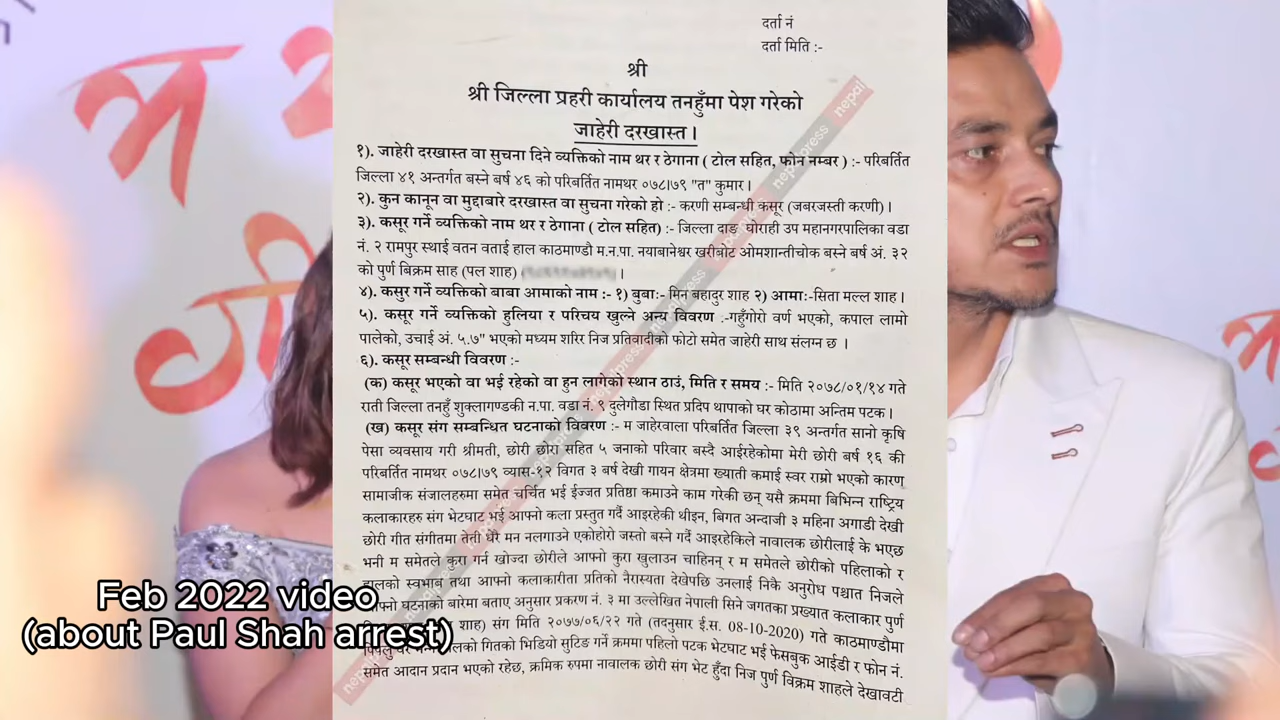 दर्ता नं
दर्ता मिति :-
श्री
श्री जिल्ला प्रहरी कार्यालय तनहुँमा पेश गरेको
जाहेरी दरखास्त ।
१). जाहेरी दरखास्त वा सुचना दिने व्यक्तिको नाम थर र ठेगाना ( टोल सहित, फोन नम्बर ) :- परिबर्तित
जिल्ला ४१ अन्तर्गत बस्ने बर्ष ४६ को परिबर्तित नामथर ०७८।७९ "त" कुमार ।
२). कुन कानून वा मुद्दाबारे दरखास्त वा सुचना गरेको हो :- करणी सम्बन्धी कसूर (जबरजस्ती करणी) ।
३). कसूर गर्ने व्यक्तिको नाम थर र ठेगाना ( टोल सहित) :- जिल्ला दाङ घोराही उप महानगरपालिका वडा
नं. २ रामपुर स्थाई वतन वताई हाल काठमाण्डौ म.न.पा. नयाबानेश्वर खरीबोट ओमशान्तीचोक बस्ने बर्ष अं. ३२
को पुर्ण बिक्रम साह (पल शाह) ।
४). कसुर गर्ने व्यक्तिको बाबा आमाको नाम :- १) बुबाः- मिन बहादुर शाह २) आमाः-सिता मल्ल शाह ।
५). कसूर गर्ने व्यक्तिको हुलिया र परिचय खुल्ने अन्य विवरण :-गहुँगोरो वर्ण भएको, कपाल लामो
पालेको, उचाई अं. ५.७" भएको मध्यम शरिर निज प्रतिवादीको फोटो समेत जाहेरी साथ संलग्न छ ।
६). कसूर सम्बन्धी विवरण :-
(क) कसूर भएको वा भई रहेको वा हुन लागेको स्थान ठाउं, मिति र समय :- मिति २०७८/०१/१४ गते
राती जिल्ला तनहुँ शुक्लागण्डकी न.पा. वडा नं. ९ दुलेगौडा स्थित प्रदिप थापाको घर कोठामा अन्तिम पटक ।
(ख) कसूर संग सम्बन्धित घटनाको विवरण :- म जाहेरवाला परिबर्तित जिल्ला ३९ अन्तर्गत सानो कृषि
पेसा व्यवसाय गरी श्रीमती, छोरी छोरा सहित ५ जनाको परिवार बस्दै आईरहेकोमा मेरी छोरी बर्ष १६ की
परिबर्तित नामथर ०७८।७९ व्यास-१२ विगत ३ बर्ष देखी गायन क्षेत्रमा ख्याती कमाई स्वर राम्रो भएको कारण
सामाजीक संजालहरुमा समेत चर्चित भई ईज्जत प्रतिष्ठा कमाउने काम गरेकी छन् यसै क्रममा बिभिन्न राष्ट्रिय
कलाकारहरु संग भेटघाट भई आफ्नो कला प्रस्तुत गर्दै आइरहेकी थीइन, बिगत अन्दाजी ३ महिना अगाडी देखी
छोरी गीत संगीतमा तेती धेरै मन नलगाउने एकोहोरो जस्तो बस्ने गर्दै आइरहेकिले नावालक छोरीलाई के भएछ
भनी म समेतले कुरा गर्न खोज्दा छोरीले आफ्नो कुरा खुलाउन चाहिनन् र म समेतले छोरीको पहिलाको र
हालको स्वभाब तथा आफ्नो कलाकारीता प्रतिको नैरास्यता देखेपछि उनलाई निकै अनुरोध पश्चात निजले
आफ्नो घटनाको बारेमा बताए अनुसार प्रकरण नं. ३ मा उल्लेखित नेपाली सिने जगतका प्रख्यात कलाकार पुर्ण
शाह) संग मिति २०७७/०६/२२ गते (तदनुसार ई.स. 08-10-2020) गते काठमाण्डौमा
बोलको गितको भिडियो सुटिङ गर्ने क्रममा पहिलो पटक भेटघाट भई फेसबुक आईडी र फोन नं.
समेत आदान प्रदान भएको रहेछ, क्रमिक रुपमा नावालक छोरी संग भेट हुँदा निज पुर्ण विक्रम शाहले देखावटी
nepalpress nepal
Feb 2022 video
(about Paul Shah arrest)